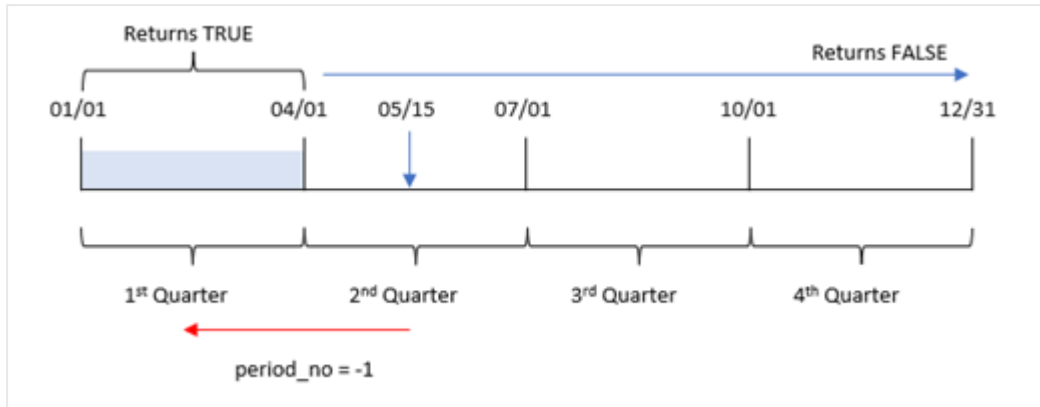 Returns TRUE
Returns FALSE
01/01 04/01 05/15 07/01 10/01 12/31
1st Quarter 2nd Quarter 3rd Quarter 4th Quarter
period_no = -1